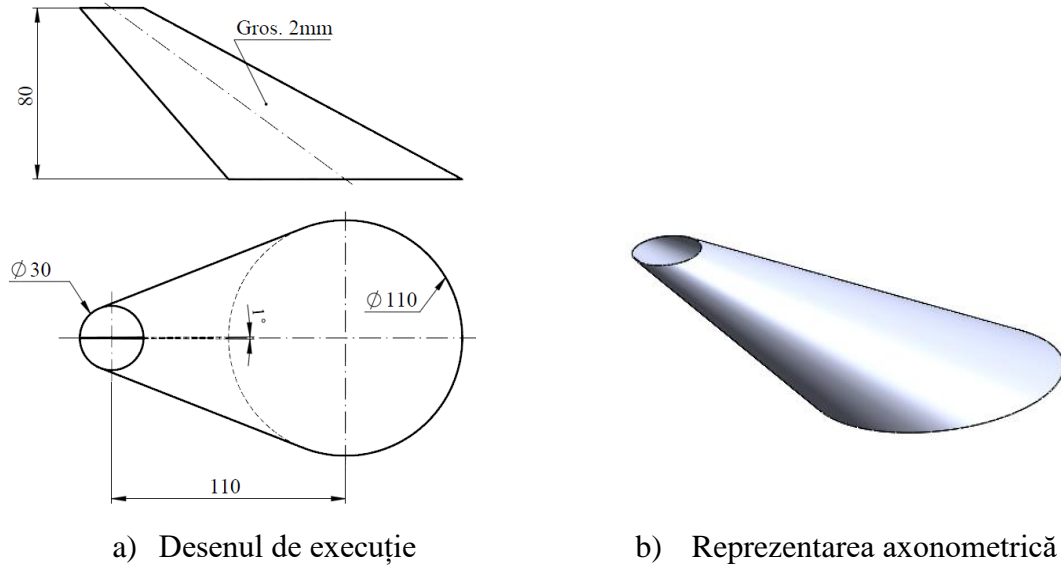 Gros. 2mm
80
∅30
∅110
1°
110
a) Desenul de execuție
b) Reprezentarea axonometrică